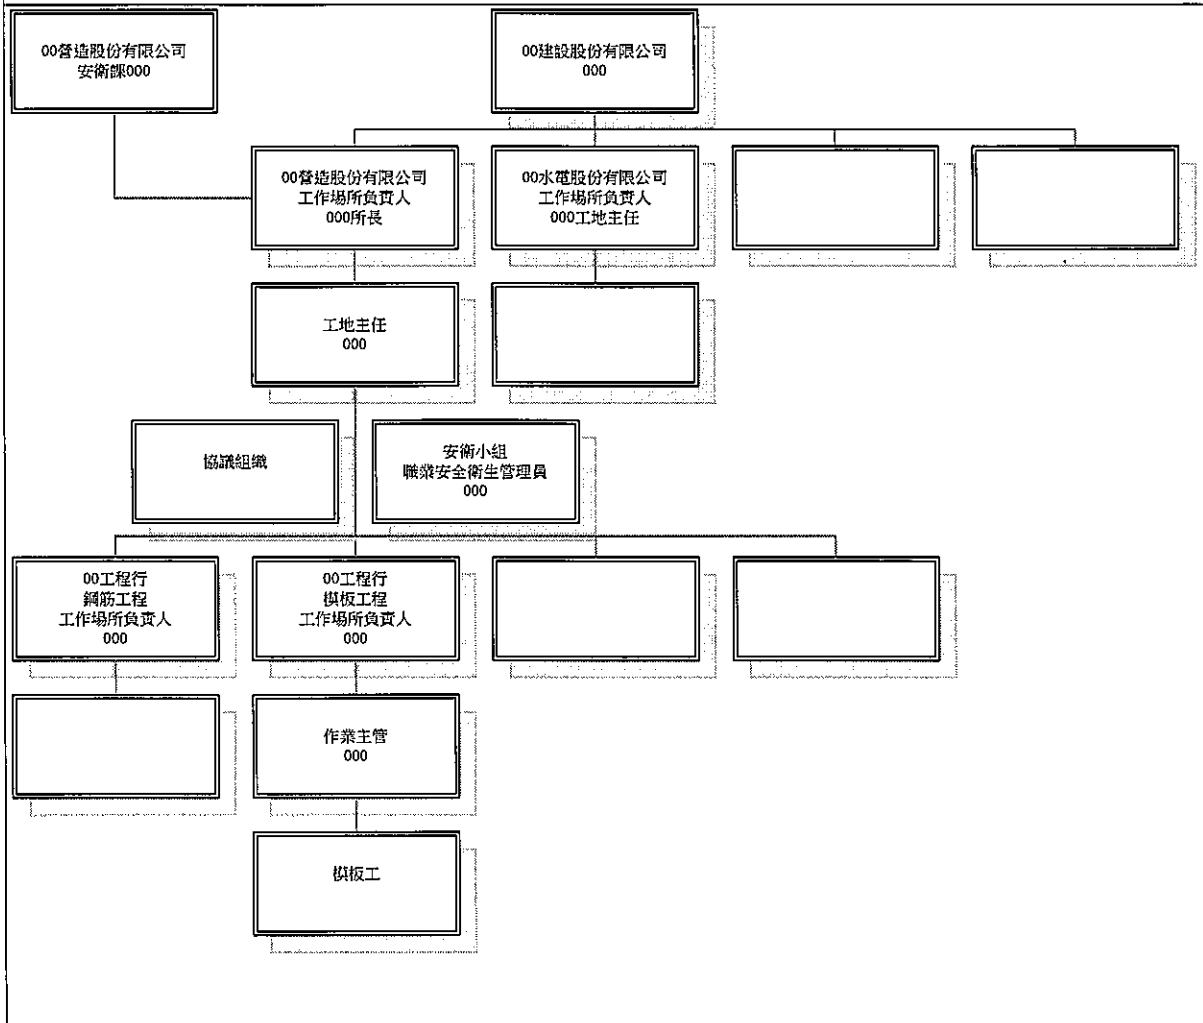 00營造股份有限公司
安衛課000
00建設股份有限公司
000
00營造股份有限公司
工作場所負責人
000所長
00水電股份有限公司
工作場所負責人
000工地主任
工地主任
000
協議組織
安衛小組
職業安全衛生管理員
000
00工程行
鋼筋工程
工作場所負責人
000
00工程行
模板工程
工作場所負責人
000
作業主管
000
模板工